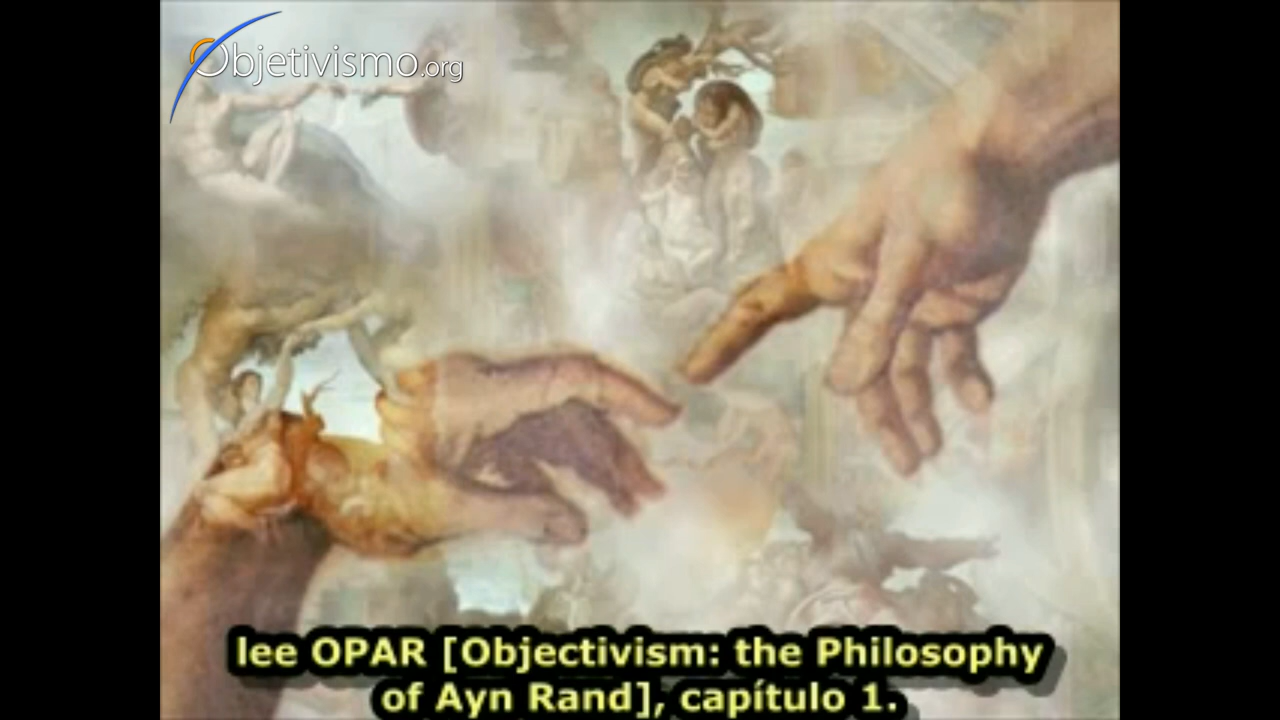 Objetivismo.org
lee OPAR [Objectivism: the Philosophy
of Ayn Rand], capítulo 1.